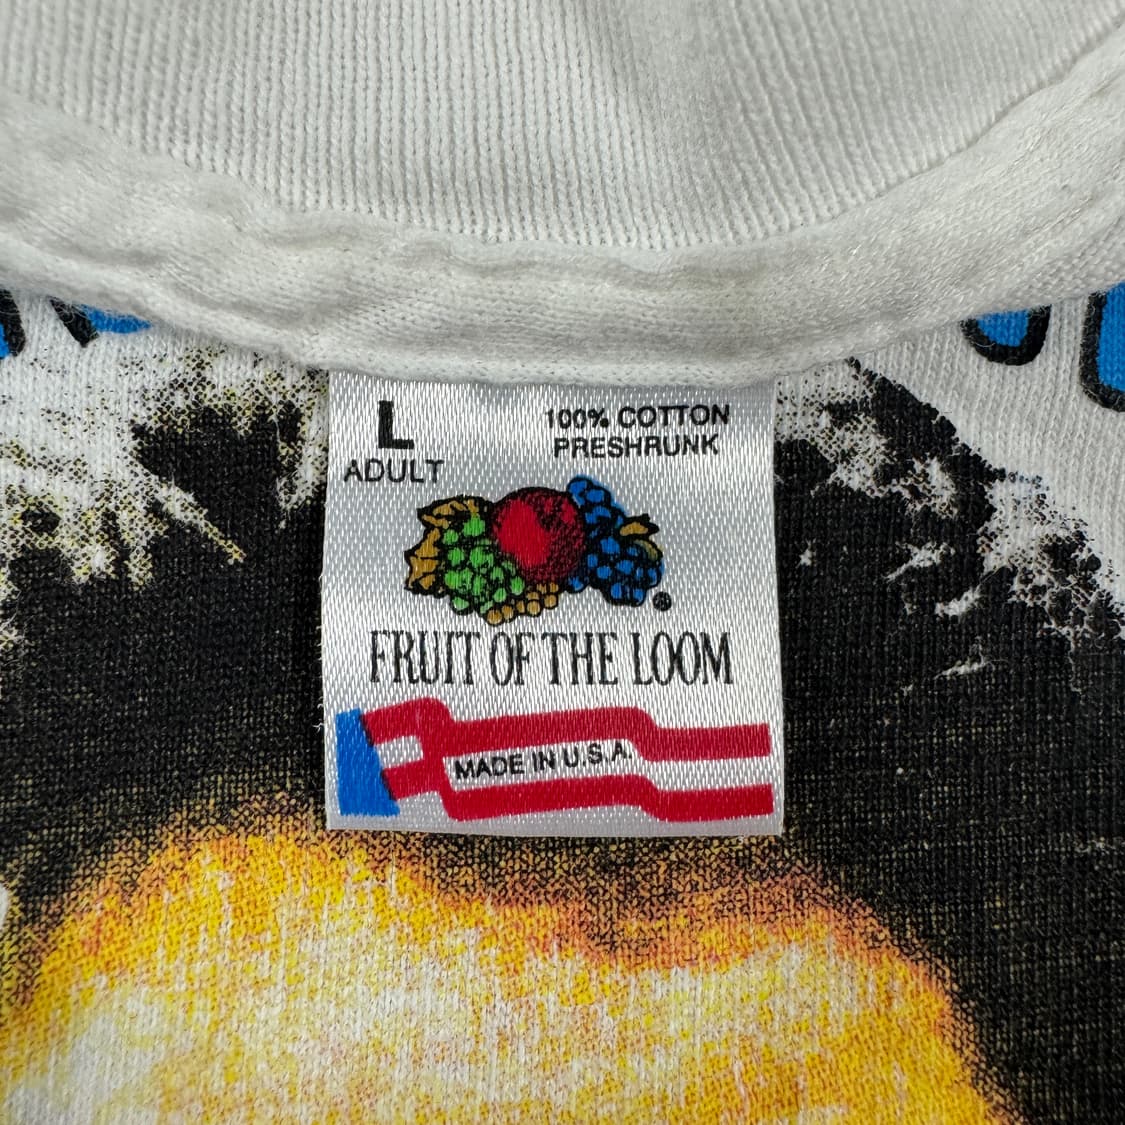 L
ADULT
100% COTTON
PRESHRUNK
®
FRUIT OF THE LOOM
MADE IN U.S.A.